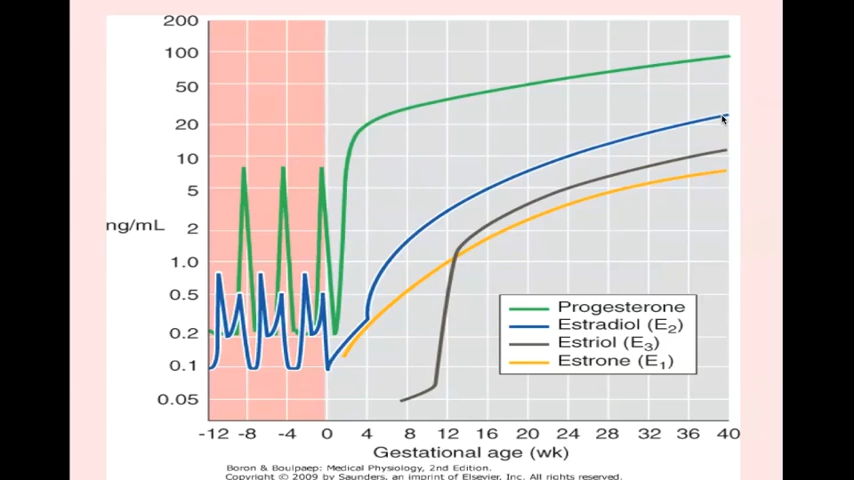 200
100
50
20
10
5
ng/mL
2
1.0
0.5
0.2
0.1
0.05
Progesterone
Estradiol (E2)
Estriol (E3)
Estrone (E1)
-12 -8 -4 0 4 8 12 16 20 24 28 32 36 40
Gestational age (wk)
Boron & Boulpaep: Medical Physiology, 2nd Edition.
Copyright © 2009 by Saunders, an imprint of Elsevier, Inc. All rights reserved.